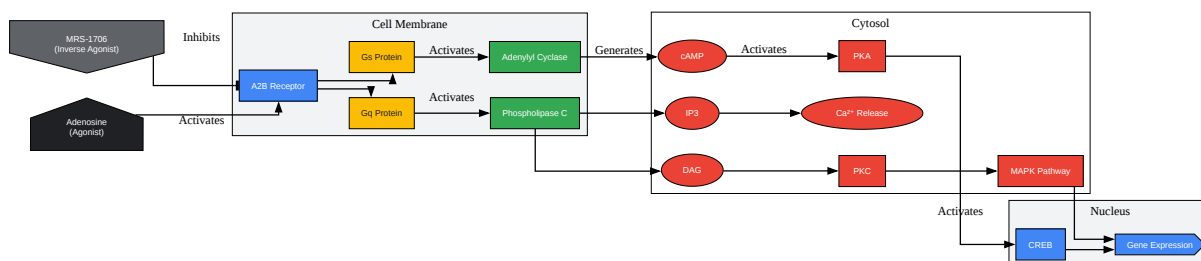 Cell Membrane
Cytosol
MRS-1706
(Inverse Agonist)
Inhibits
Gs Protein
Activates
Adenylyl Cyclase
Generates
cAMP
Activates
PKA
A2B Receptor
Adenosine
(Agonist)
Activates
Gq Protein
Activates
Phospholipase C
IP3
Ca²⁺ Release
DAG
PKC
MAPK Pathway
Activates
Nucleus
CREB
Gene Expression